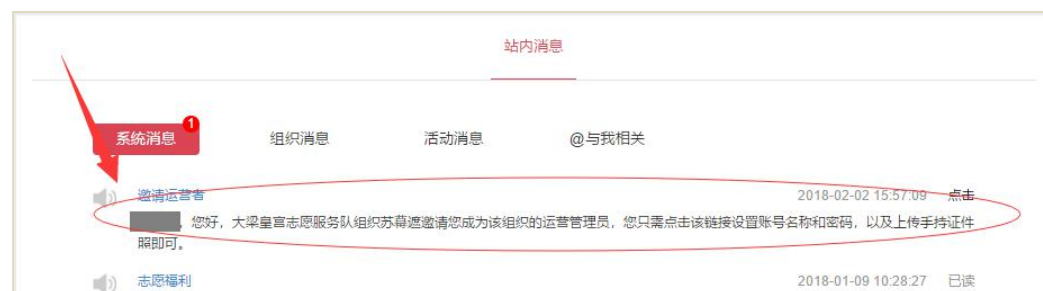 站内消息
系统消息 1 组织消息 活动消息 @与我相关
邀请运营者 2018-02-02 15:57:09 点击
，您好，大梁皇宫志愿服务队组织苏幕遮邀请您成为该组织的运营管理员，您只需点击该链接设置账号名称和密码，以及上传手持证件
照即可。
志愿福利 2018-01-09 10:28:27 已读